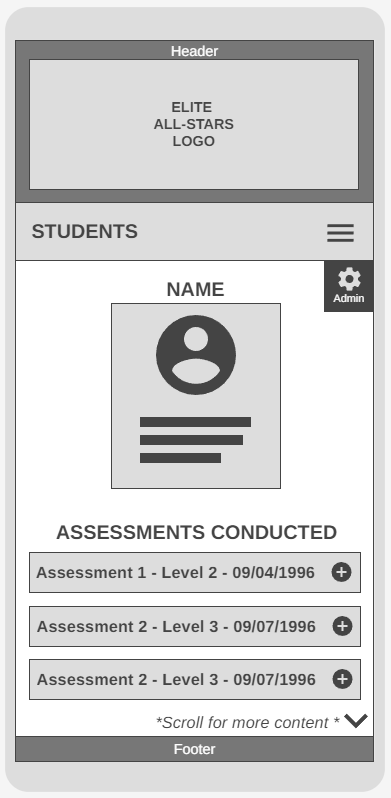 Header
ELITE
ALL-STARS
LOGO
STUDENTS
Admin
NAME
ASSESSMENTS CONDUCTED
Assessment 1 - Level 2 - 09/04/1996
Assessment 2 - Level 3 - 09/07/1996
Assessment 2 - Level 3 - 09/07/1996
*Scroll for more content *
Footer